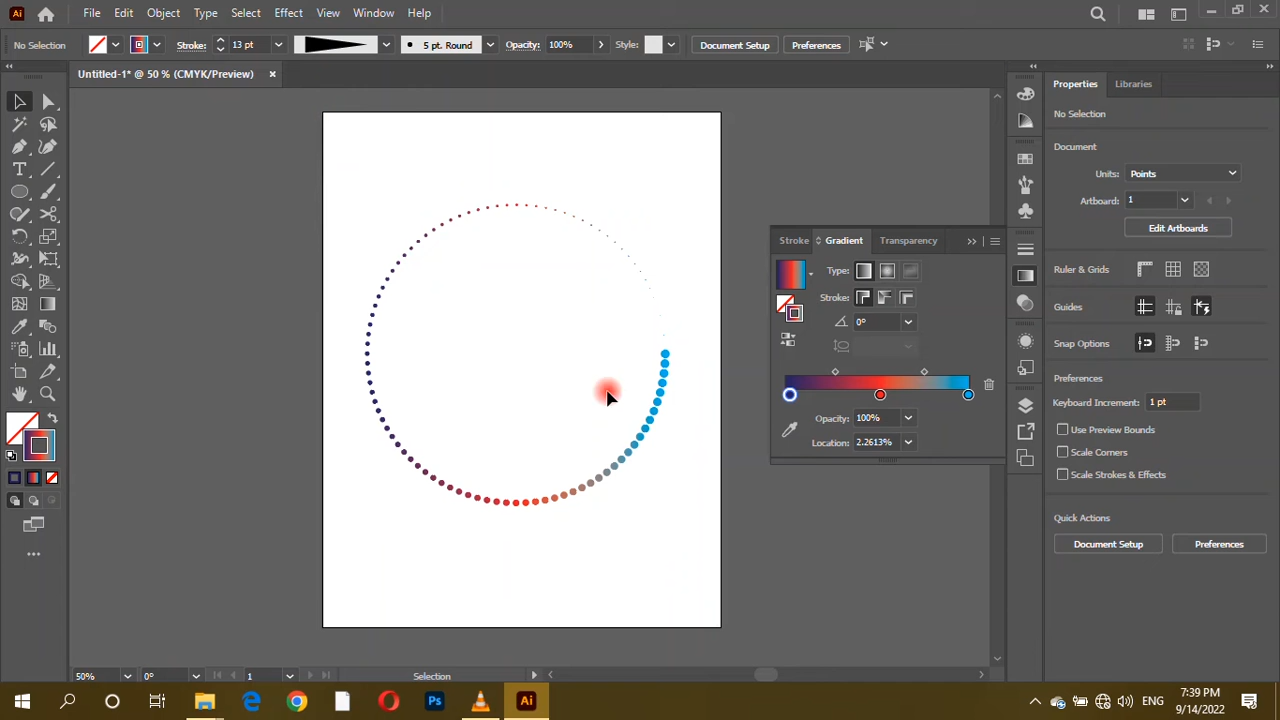 Ai File Edit Object Type Select Effect View Window Help
No Selection Stroke: 13 pt 5 pt. Round Opacity: 100% Style: Document Setup Preferences
Untitled-1* @ 50 % (CMYK/Preview)
Properties Libraries
No Selection
Document
Units: Points
Artboard: 1
Edit Artboards
Ruler & Grids
Guides
Snap Options
Preferences
Keyboard Increment: 1 pt
Use Preview Bounds
Scale Corners
Scale Strokes & Effects
Quick Actions
Document Setup Preferences
Stroke Gradient Transparency
Type:
Stroke:
0°
Opacity: 100%
Location: 2.2613%
50% 0° 1 Selection
Ps Ai ENG 7:39 PM
9/14/2022